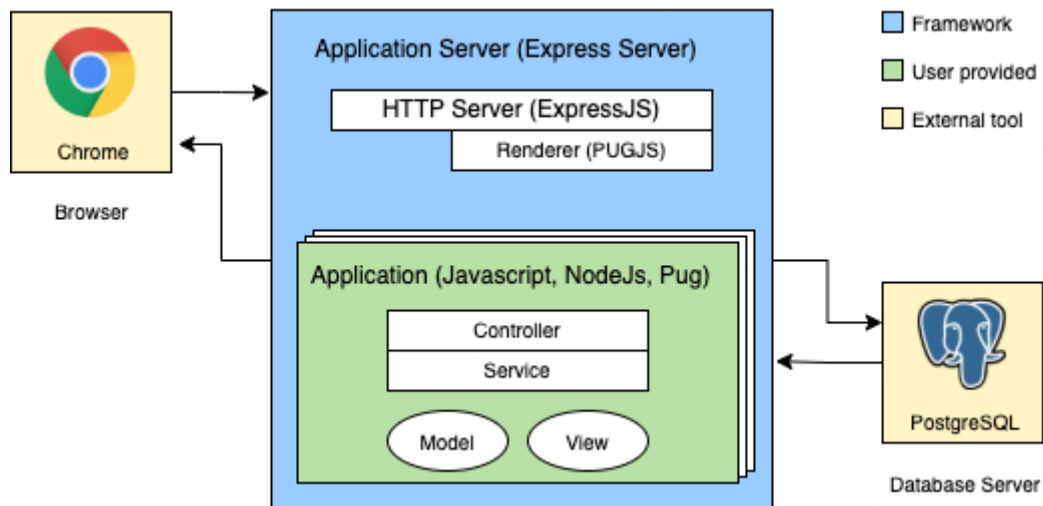 Application Server (Express Server)
HTTP Server (ExpressJS)
Renderer (PUGJS)
Chrome
Browser
Application (Javascript, NodeJs, Pug)
Controller
Service
Model
View
Framework
User provided
External tool
PostgreSQL
Database Server